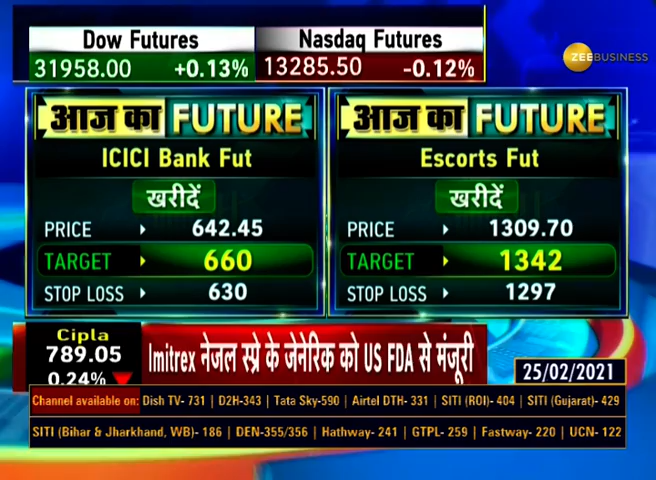 Dow Futures
31958.00 +0.13%
Nasdaq Futures
13285.50 -0.12%
ZEE BUSINESS
आज का FUTURE
ICICI Bank Fut
खरीदें
PRICE 642.45
TARGET 660
STOP LOSS 630
आज का FUTURE
Escorts Fut
खरीदें
PRICE 1309.70
TARGET 1342
STOP LOSS 1297
Cipla
789.05
0.24%
Imitrex नेजल स्प्रे के जेनेरिक को US FDA से मंजूरी
25/02/2021
Channel available on: Dish TV- 731 | D2H-343 | Tata Sky-590 | Airtel DTH- 331 | SITI (ROI)- 404 | SITI (Gujarat)- 429
SITI (Bihar & Jharkhand, WB)- 186 | DEN-355/356 | Hathway- 241 | GTPL- 259 | Fastway- 220 | UCN- 122